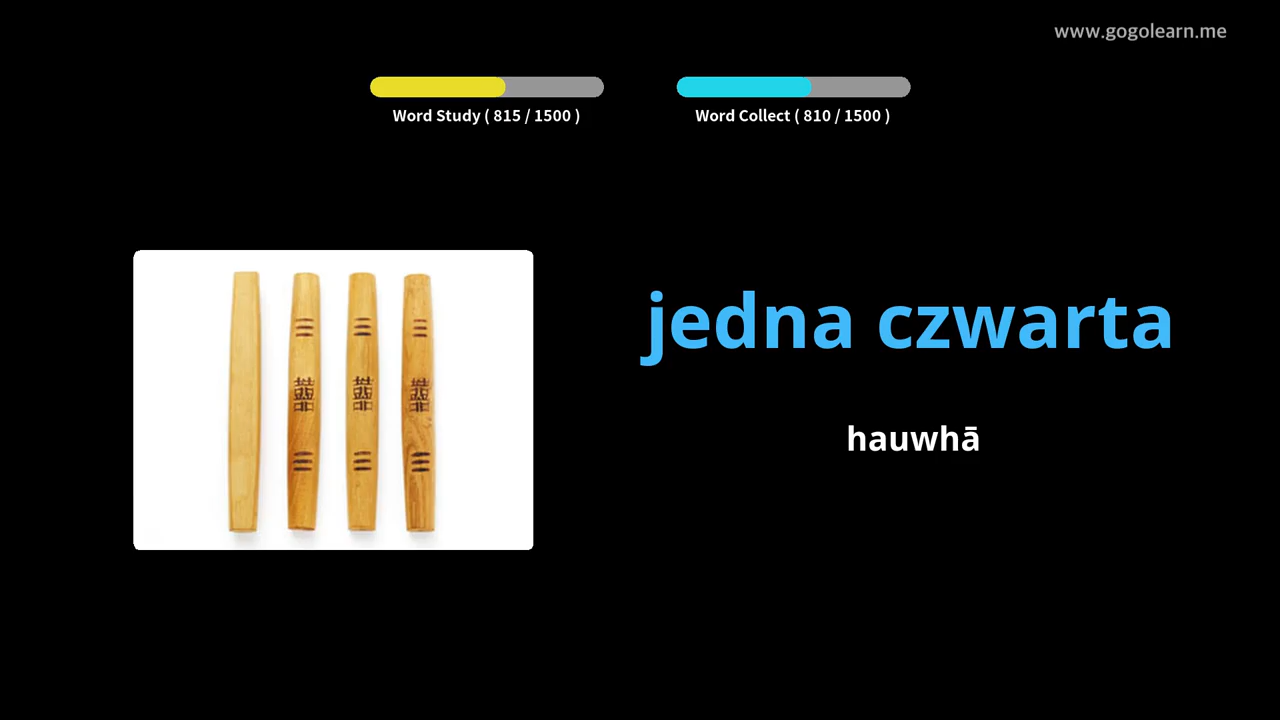 www.gogolearn.me
Word Study ( 815 / 1500 )
Word Collect ( 810 / 1500 )
jedna czwarta
hauwhā